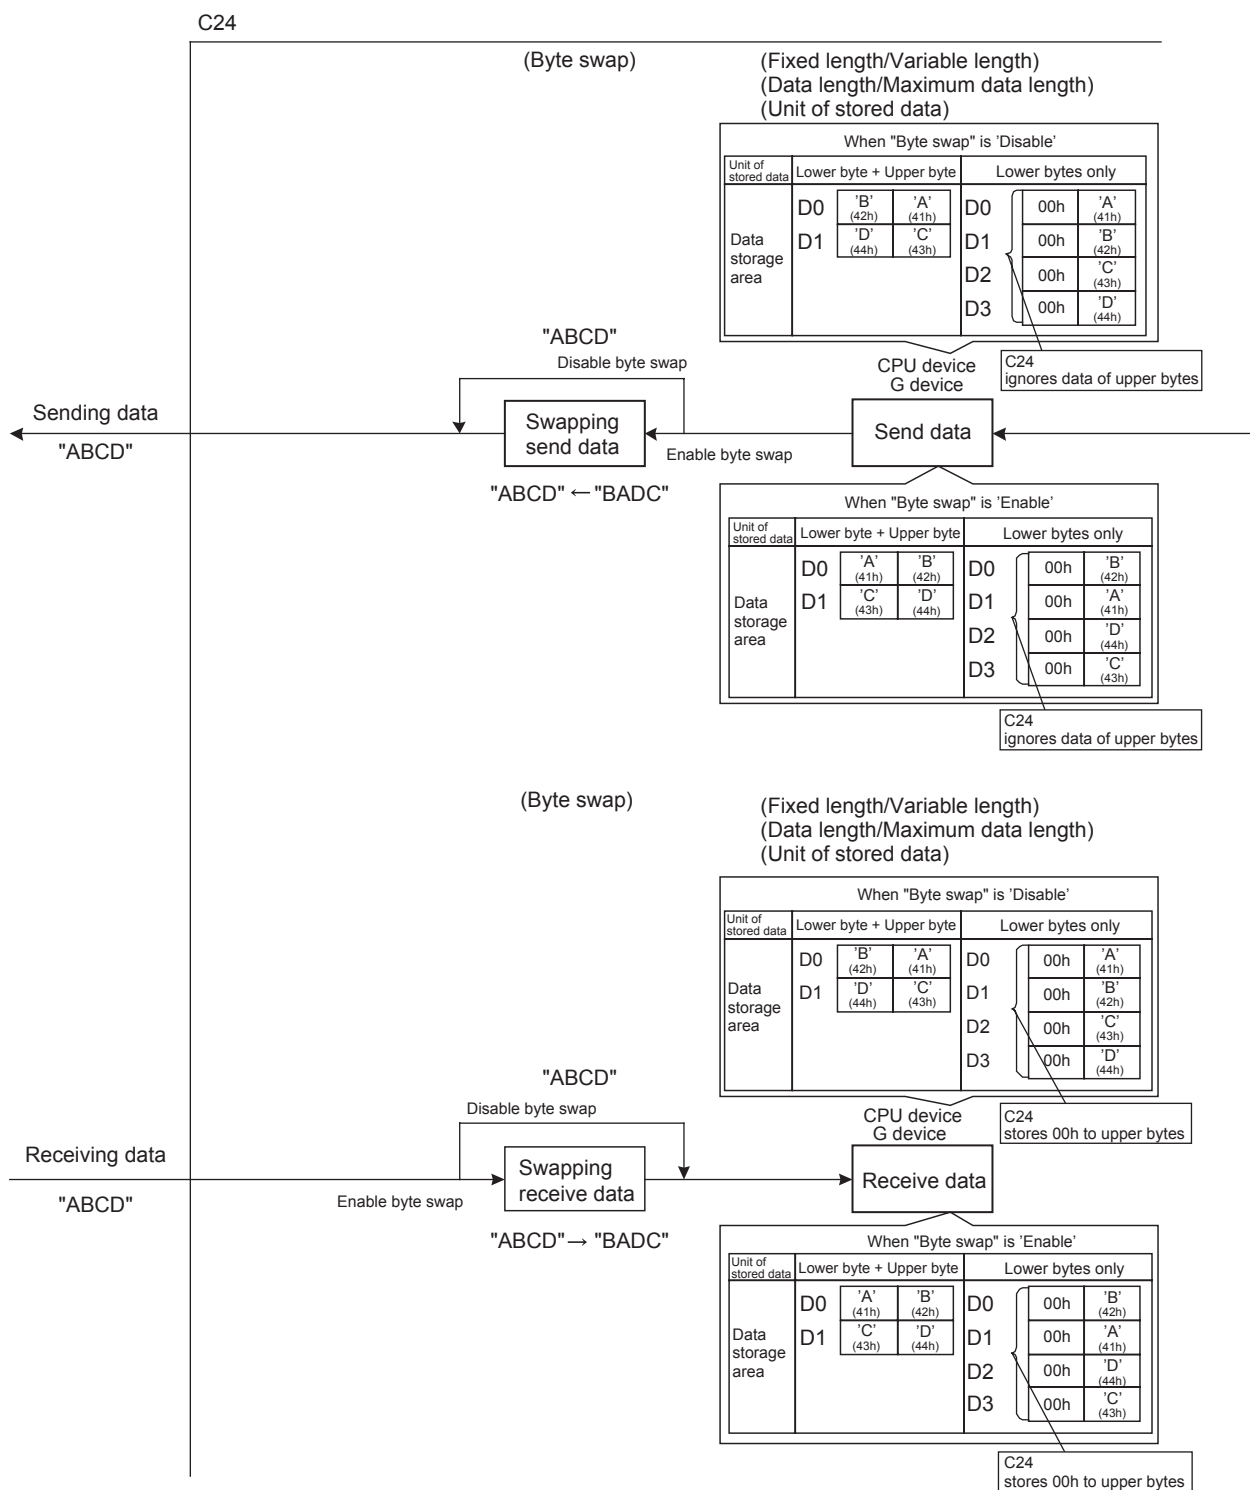 C24
(Byte swap)
(Fixed length/Variable length)
(Data length/Maximum data length)
(Unit of stored data)
When "Byte swap" is 'Disable'
Unit of
stored data
Lower byte + Upper byte
Lower bytes only
Data
storage
area
D0
'B'
(42h)
'A'
(41h)
D1
'D'
(44h)
'C'
(43h)
D0
00h
'A'
(41h)
D1
00h
'B'
(42h)
D2
00h
'C'
(43h)
D3
00h
'D'
(44h)
C24
ignores data of upper bytes
"ABCD"
Disable byte swap
CPU device
G device
Sending data
"ABCD"
Swapping
send data
Enable byte swap
Send data
"ABCD" ← "BADC"
When "Byte swap" is 'Enable'
Unit of
stored data
Lower byte + Upper byte
Lower bytes only
Data
storage
area
D0
'A'
(41h)
'B'
(42h)
D1
'C'
(43h)
'D'
(44h)
D0
00h
'B'
(42h)
D1
00h
'A'
(41h)
D2
00h
'D'
(44h)
D3
00h
'C'
(43h)
C24
ignores data of upper bytes
(Byte swap)
(Fixed length/Variable length)
(Data length/Maximum data length)
(Unit of stored data)
When "Byte swap" is 'Disable'
Unit of
stored data
Lower byte + Upper byte
Lower bytes only
Data
storage
area
D0
'B'
(42h)
'A'
(41h)
D1
'D'
(44h)
'C'
(43h)
D0
00h
'A'
(41h)
D1
00h
'B'
(42h)
D2
00h
'C'
(43h)
D3
00h
'D'
(44h)
C24
stores 00h to upper bytes
"ABCD"
Disable byte swap
CPU device
G device
Receiving data
"ABCD"
Enable byte swap
Swapping
receive data
Receive data
"ABCD" → "BADC"
When "Byte swap" is 'Enable'
Unit of
stored data
Lower byte + Upper byte
Lower bytes only
Data
storage
area
D0
'A'
(41h)
'B'
(42h)
D1
'C'
(43h)
'D'
(44h)
D0
00h
'B'
(42h)
D1
00h
'A'
(41h)
D2
00h
'D'
(44h)
D3
00h
'C'
(43h)
C24
stores 00h to upper bytes